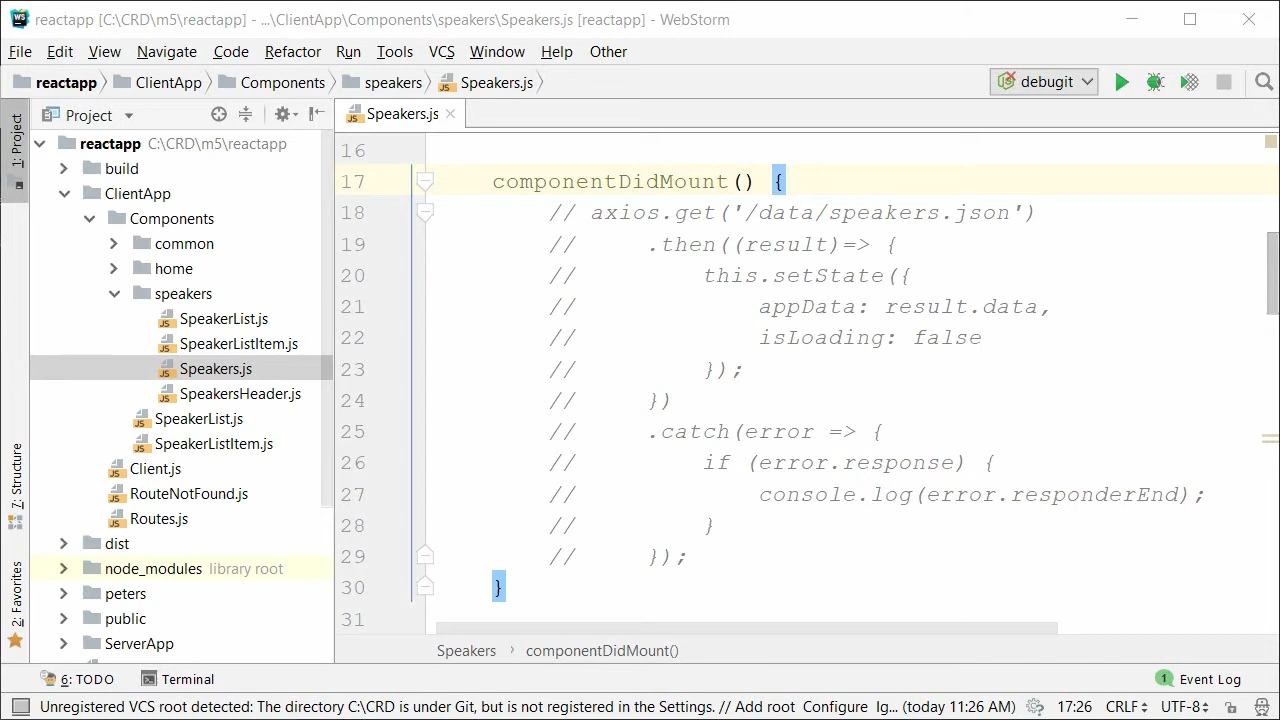 reactapp [C:\CRD\m5\reactapp] - ...\ClientApp\Components\speakers\Speakers.js [reactapp] - WebStorm
File Edit View Navigate Code Refactor Run Tools VCS Window Help Other
reactapp ClientApp Components speakers Speakers.js debugit
1: Project
Project
Speakers.js
reactapp C:\CRD\m5\reactapp
build
ClientApp
Components
common
home
speakers
SpeakerList.js
SpeakerListItem.js
Speakers.js
SpeakersHeader.js
SpeakerList.js
SpeakerListItem.js
Client.js
RouteNotFound.js
Routes.js
dist
node_modules library root
peters
public
ServerApp
7: Structure
2: Favorites
16
17 componentDidMount() {
18 // axios.get('/data/speakers.json')
19 // .then((result)=> {
20 // this.setState({
21 // appData: result.data,
22 // isLoading: false
23 // });
24 // })
25 // .catch(error => {
26 // if (error.response) {
27 // console.log(error.responderEnd);
28 // }
29 // });
30 }
31
Speakers › componentDidMount()
6: TODO Terminal 1 Event Log
Unregistered VCS root detected: The directory C:\CRD is under Git, but is not registered in the Settings. // Add root Configure Ig... (today 11:26 AM) 17:26 CRLF UTF-8